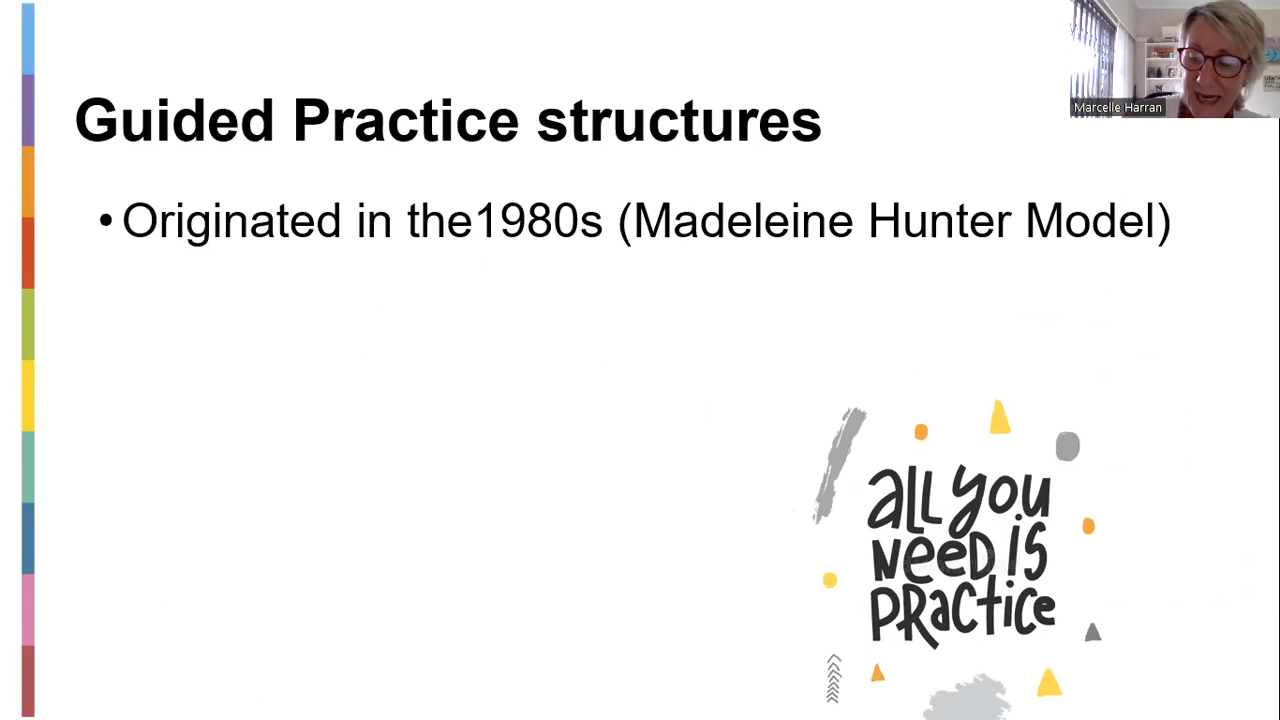 Marcelle Harran
Guided Practice structures
• Originated in the1980s (Madeleine Hunter Model)
all you
need is
practice